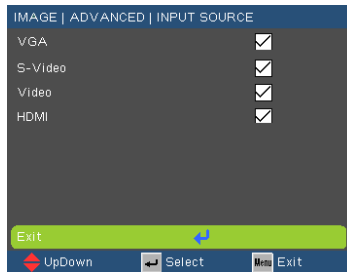 IMAGE | ADVANCED | INPUT SOURCE
VGA
S-Video
Video
HDMI
Exit
UpDown Select Menu Exit